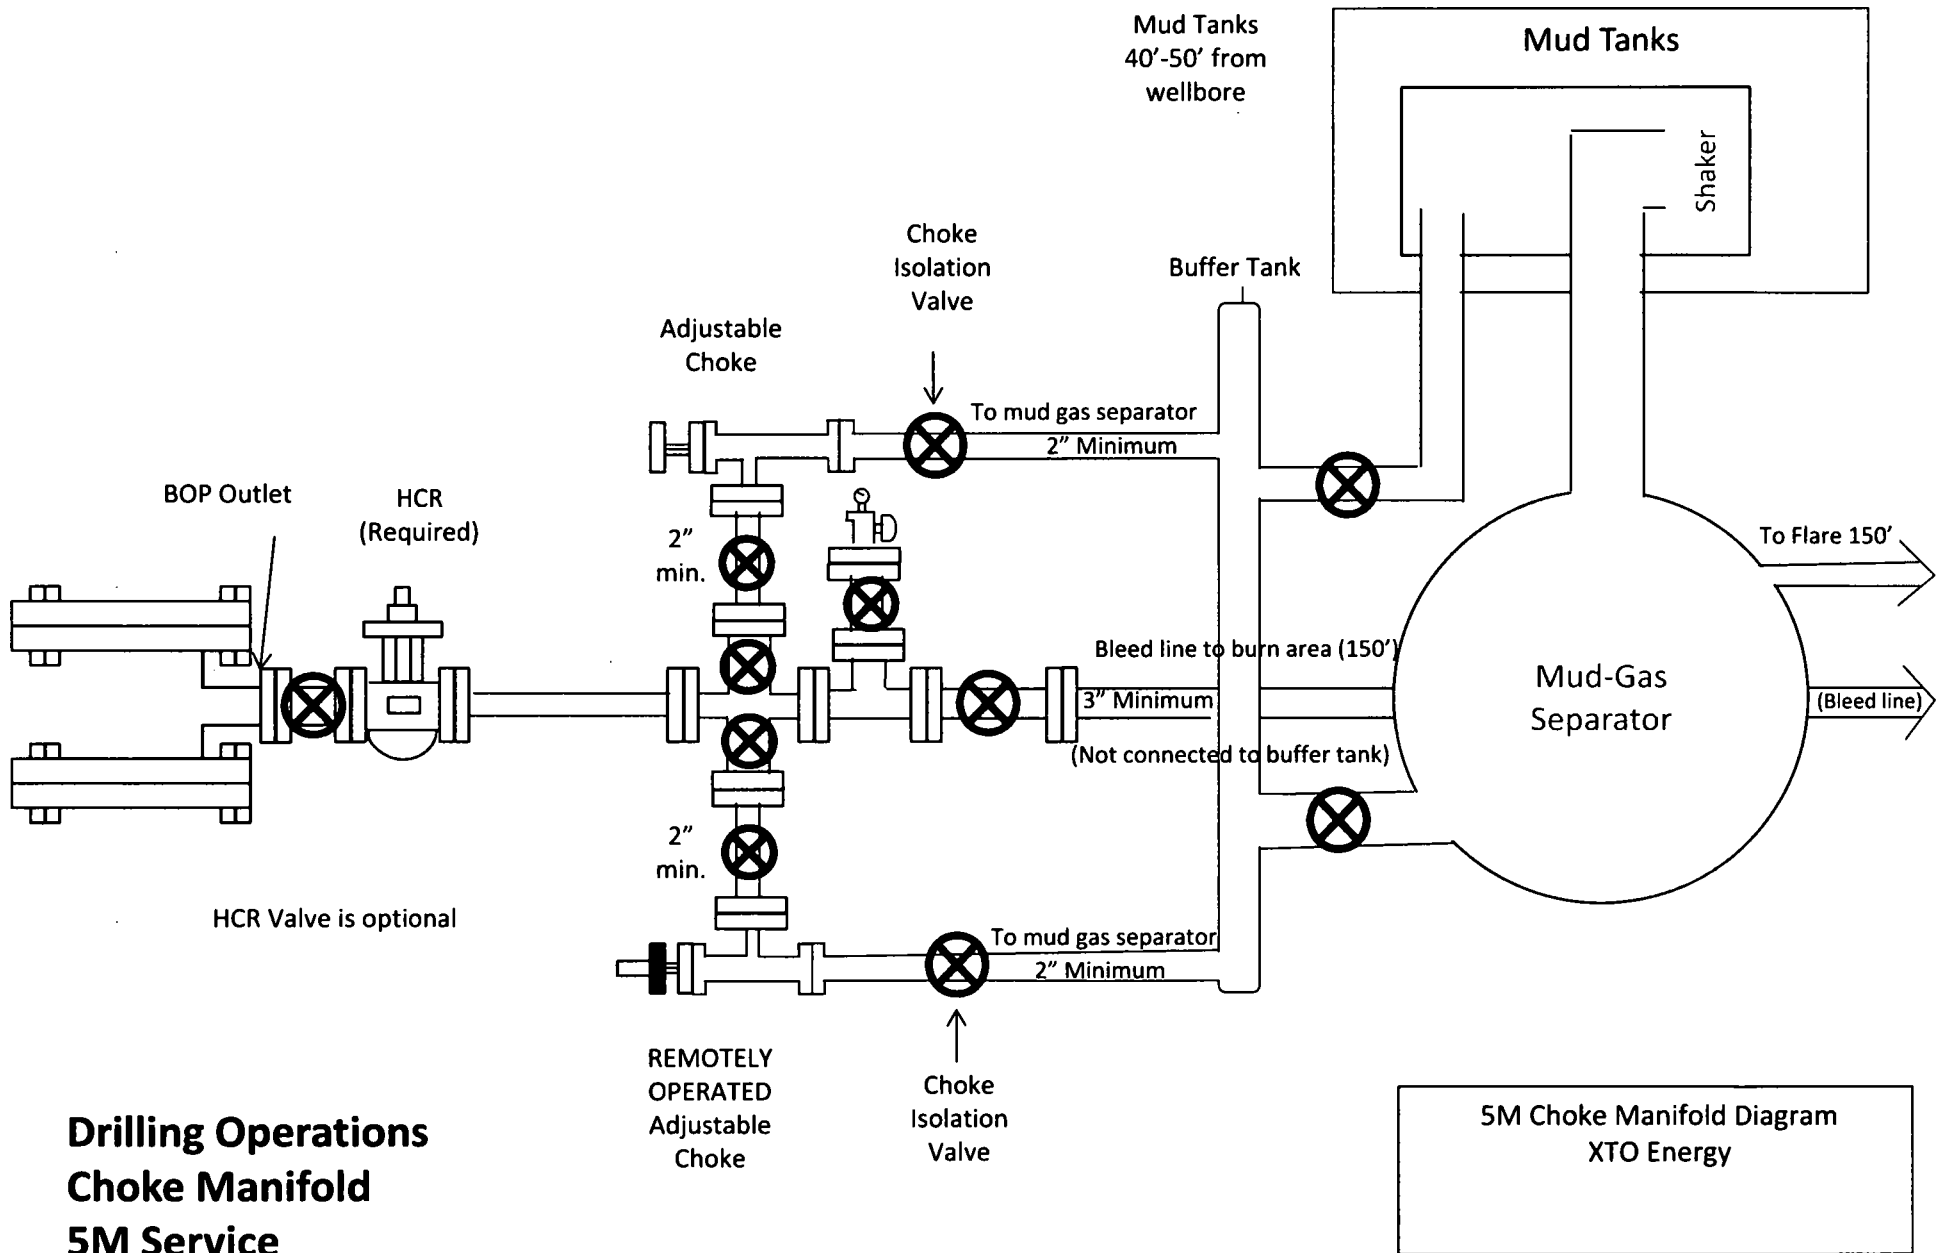 Mud Tanks
40'-50' from
wellbore
Mud Tanks
Shaker
Choke
Isolation
Valve
Buffer Tank
Adjustable
Choke
To mud gas separator
2” Minimum
BOP Outlet
HCR
(Required)
2”
min.
To Flare 150’
Bleed line to burn area (150’)
3” Minimum
(Not connected to buffer tank)
Mud-Gas
Separator
(Bleed line)
2”
min.
HCR Valve is optional
To mud gas separator
2” Minimum
REMOTELY
OPERATED
Adjustable
Choke
Choke
Isolation
Valve
Drilling Operations
Choke Manifold
5M Service
5M Choke Manifold Diagram
XTO Energy